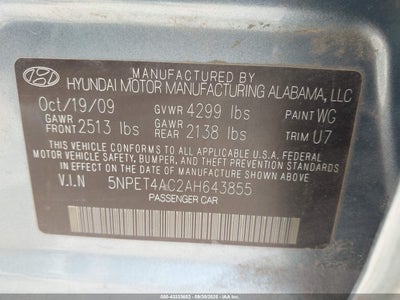 MANUFACTURED BY
HYUNDAI MOTOR MANUFACTURING ALABAMA, LLC
Oct/19/09 GVWR 4299 lbs PAINT WC
GAWR FRONT 2513 lbs GAWR REAR 2138 lbs TRIM U7
THIS VEHICLE CONFORMS TO ALL APPLICABLE U.S.A. FEDERAL
MOTOR VEHICLE SAFETY, BUMPER, AND THEFT PREVENTION
STANDARDS IN EFFECT ON THE DATE OF MANUFACTURE SHOWN ABOVE.
V.I.N 5NPET4AC2AH643855
PASSENGER CAR